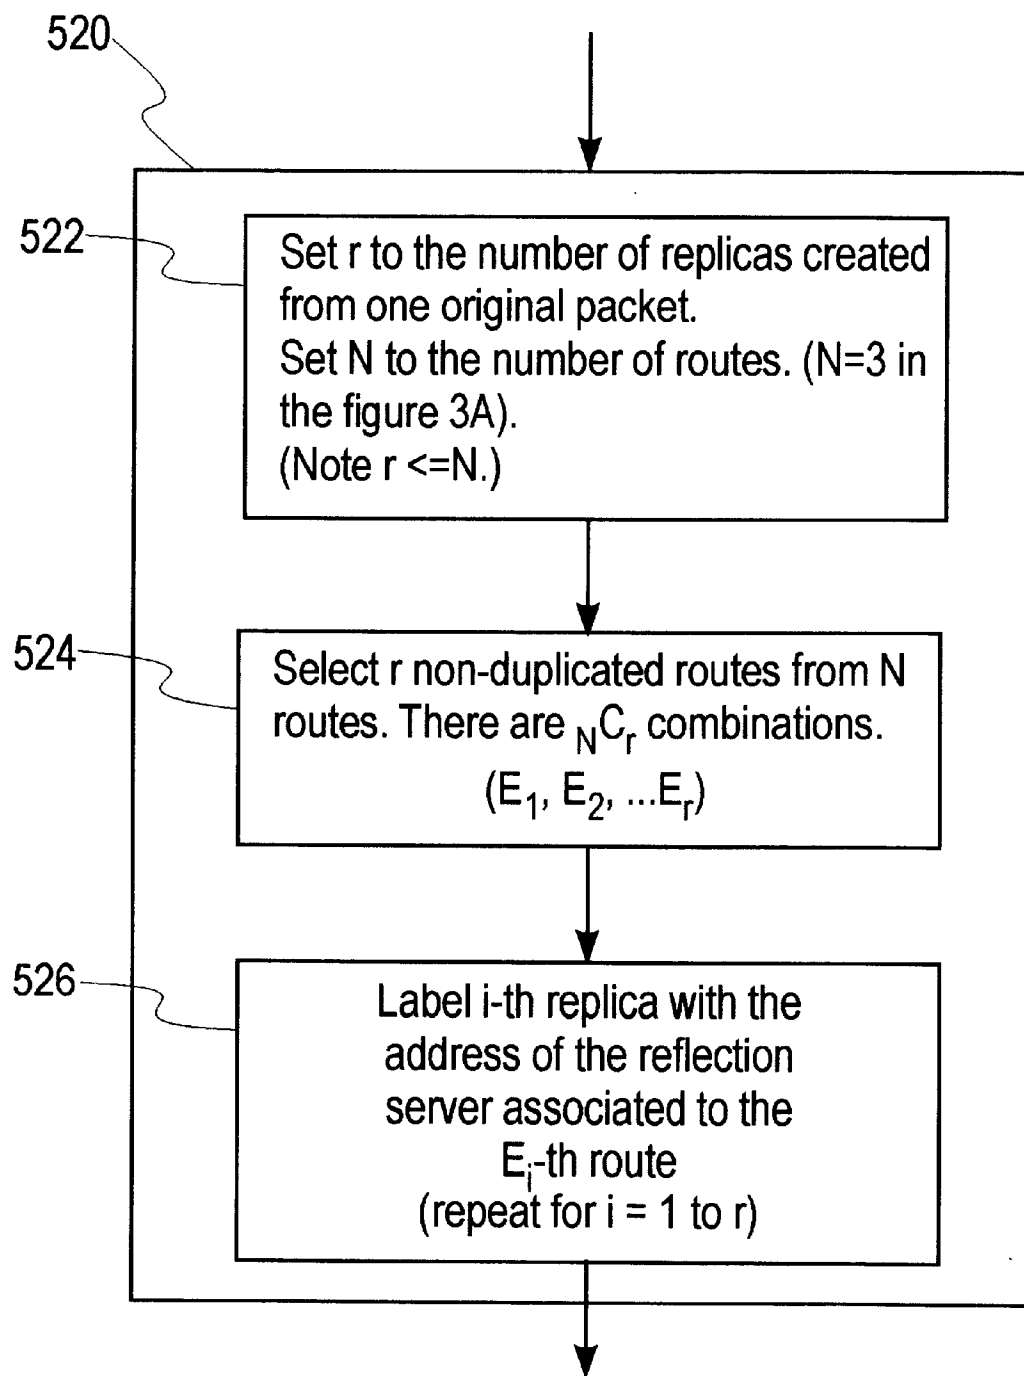 520
522
Set r to the number of replicas created
from one original packet.
Set N to the number of routes. (N=3 in
the figure 3A).
(Note r <=N.)
524
Select r non-duplicated routes from N
routes. There are NCr combinations.
(E1, E2, ...Er)
526
Label i-th replica with the
address of the reflection
server associated to the
Ei-th route
(repeat for i = 1 to r)